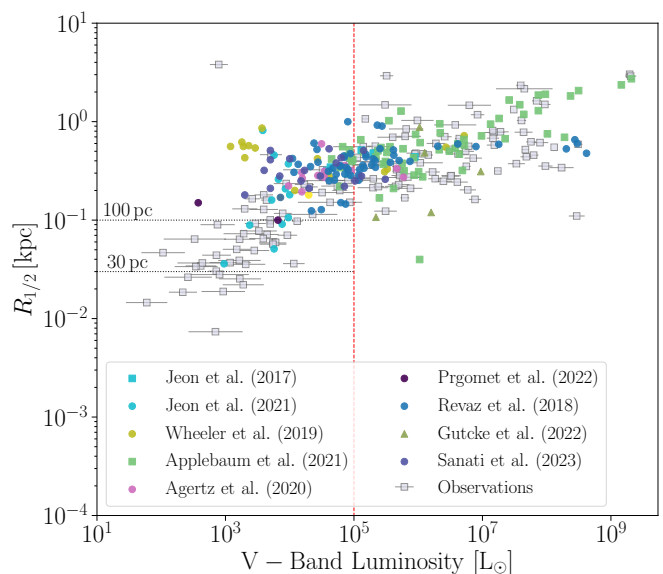 10^1
10^0
10^{-1}
10^{-2}
10^{-3}
10^{-4}
10^{-5}
R_{1/2} [kpc]
100 pc
30 pc
Jeon et al. (2017)
Jeon et al. (2021)
Wheeler et al. (2019)
Applebaum et al. (2021)
Agertz et al. (2020)
Prgomet et al. (2022)
Revaz et al. (2018)
Gutcke et al. (2022)
Sanati et al. (2023)
Observations
10^1 10^3 10^5 10^7 10^9
V − Band Luminosity [L_⊙]